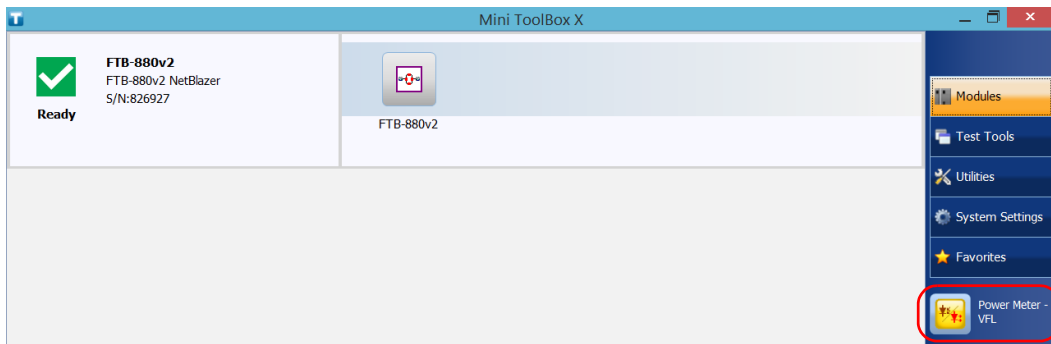 T
Mini ToolBox X
FTB-880v2
FTB-880v2 NetBlazer
S/N:826927
Ready
FTB-880v2
Modules
Test Tools
Utilities
System Settings
Favorites
Power Meter -
VFL